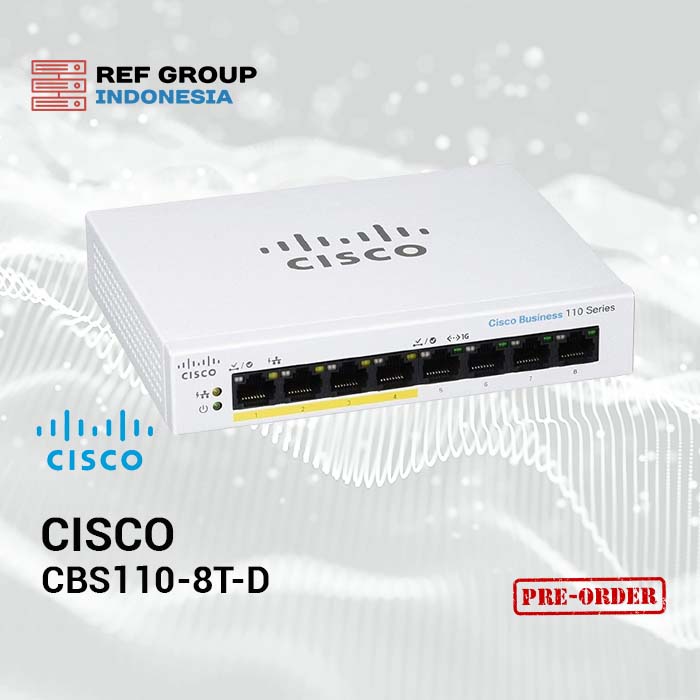 REF GROUP
INDONESIA
CISCO
Cisco Business 110 Series
CISCO
1G
1 2 3 4 5 6 7 8
CISCO
CISCO
CBS110-8T-D
PRE-ORDER